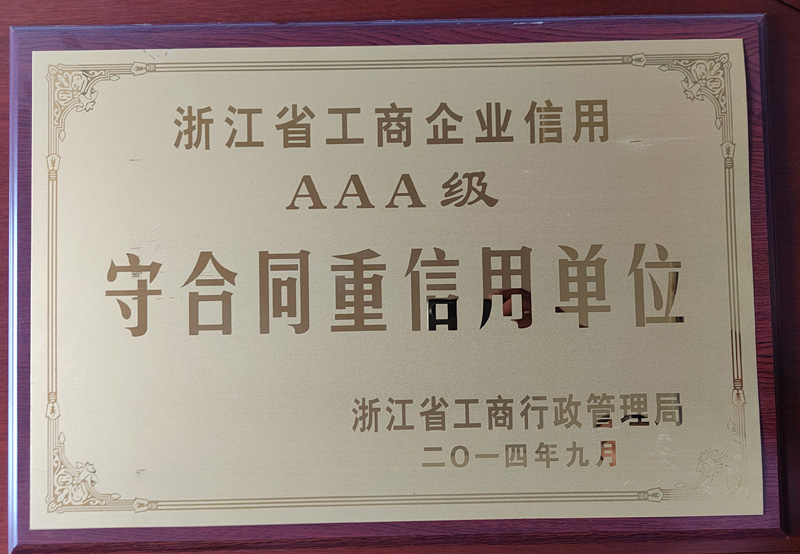 浙江省工商企业信用
AAA级
守合同重信用单位
浙江省工商行政管理局
二〇一四年九月